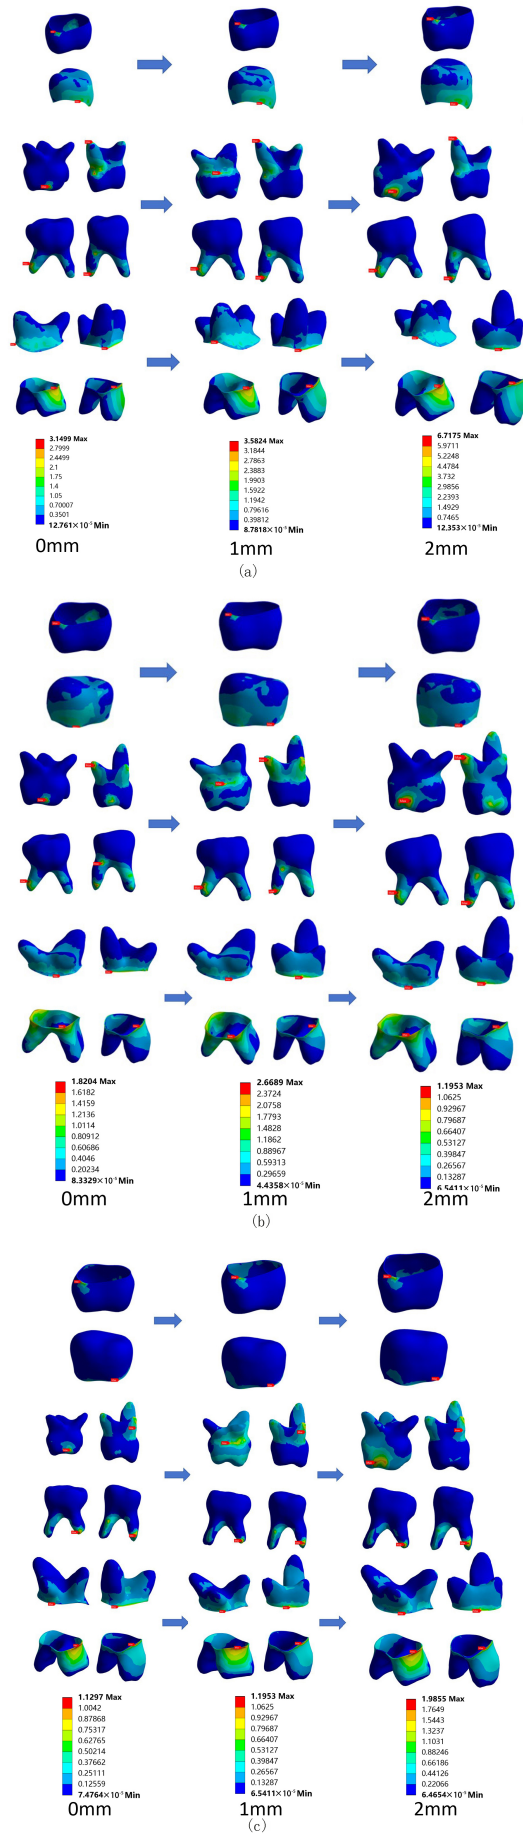 3.1499 Max
2.7999
2.4499
2.1
1.75
1.4
1.05
0.70007
0.3501
12.761×10⁻⁵ Min
0mm
3.5824 Max
3.1844
2.7863
2.3883
1.9903
1.5922
1.1942
0.79616
0.39812
8.7818×10⁻⁵ Min
1mm
6.7175 Max
5.9711
5.2248
4.4784
3.732
2.9856
2.2393
1.4929
0.7465
12.353×10⁻⁵ Min
2mm
(a)
1.8204 Max
1.6182
1.4159
1.2136
1.0114
0.80912
0.60686
0.4046
0.20234
8.3329×10⁻⁵ Min
0mm
2.6689 Max
2.3724
2.0758
1.7793
1.4828
1.1862
0.88967
0.59313
0.29659
4.4358×10⁻⁵ Min
1mm
1.1953 Max
1.0625
0.92967
0.79687
0.66407
0.53127
0.39847
0.26567
0.13287
6.5411×10⁻⁵ Min
2mm
(b)
1.1297 Max
1.0042
0.87868
0.75317
0.62765
0.50214
0.37662
0.25111
0.12559
7.4764×10⁻⁵ Min
0mm
1.1953 Max
1.0625
0.92967
0.79687
0.66407
0.53127
0.39847
0.26567
0.13287
6.5411×10⁻⁵ Min
1mm
1.9855 Max
1.7649
1.5443
1.3237
1.1031
0.88246
0.66186
0.44126
0.22066
6.4654×10⁻⁵ Min
2mm
(c)